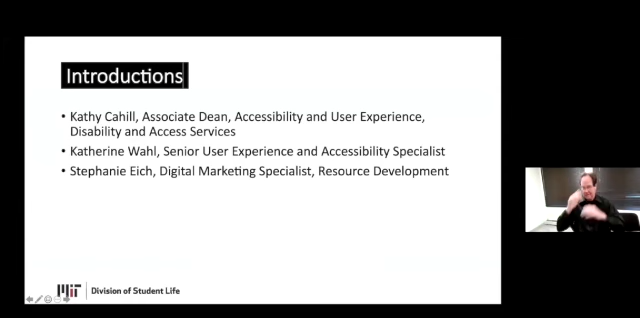 Introductions
• Kathy Cahill, Associate Dean, Accessibility and User Experience,
Disability and Access Services
• Katherine Wahl, Senior User Experience and Accessibility Specialist
• Stephanie Eich, Digital Marketing Specialist, Resource Development
MIT Division of Student Life